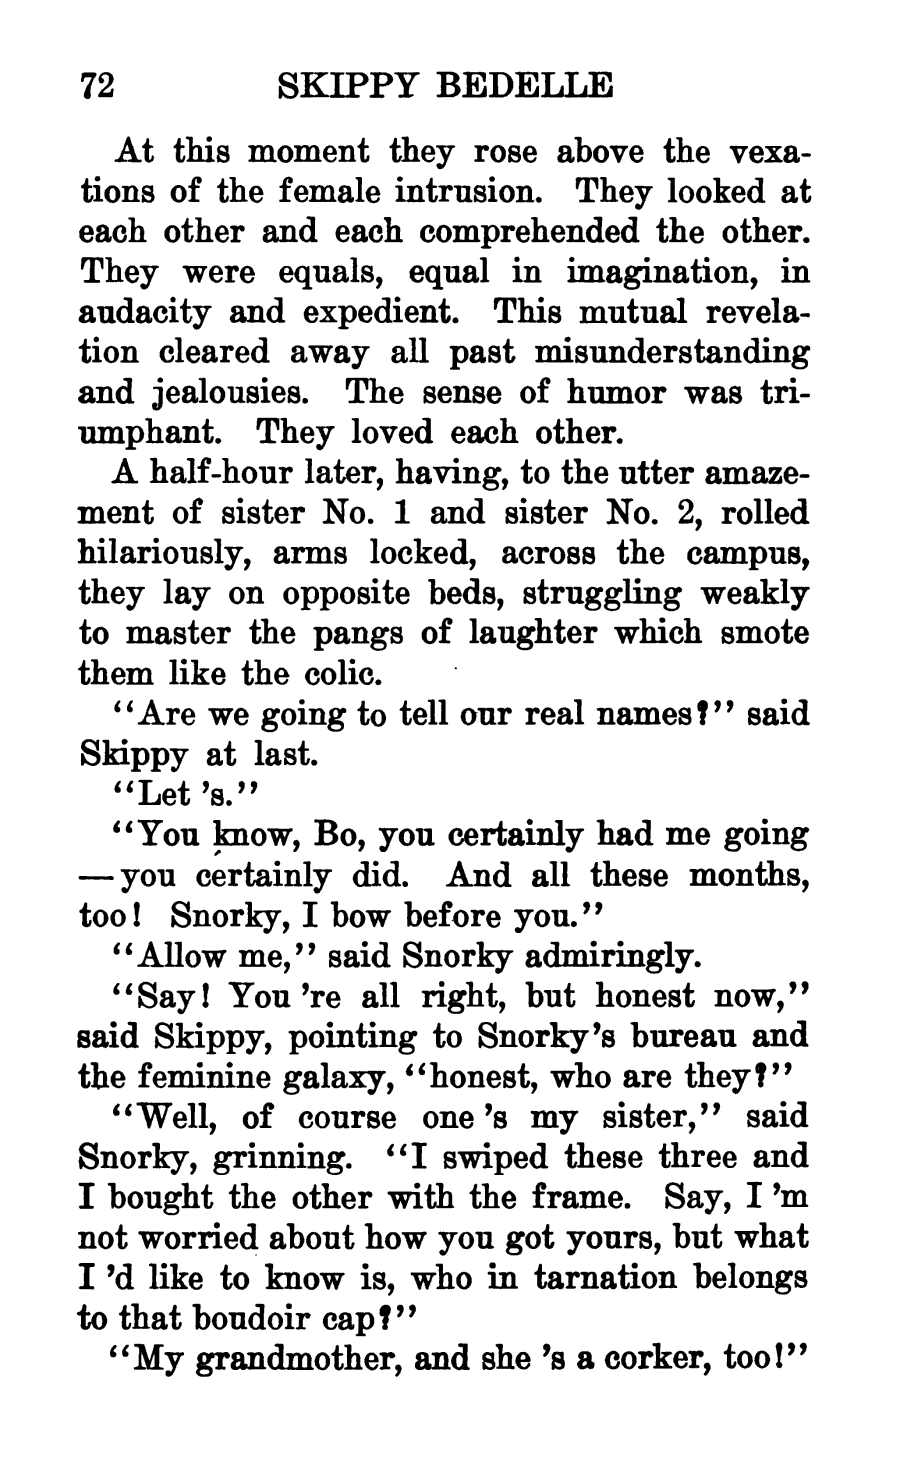 72 SKIPPY BEDELLE
At this moment they rose above the vexa-
tions of the female intrusion. They looked at
each other and each comprehended the other.
They were equals, equal in imagination, in
audacity and expedient. This mutual revela-
tion cleared away all past misunderstanding
and jealousies. The sense of humor was tri-
umphant. They loved each other.
A half-hour later, having, to the utter amaze-
ment of sister No. 1 and sister No. 2, rolled
hilariously, arms locked, across the campus,
they lay on opposite beds, struggling weakly
to master the pangs of laughter which smote
them like the colic.
"Are we going to tell our real names?" said
Skippy at last.
"Let 's."
"You know, Bo, you certainly had me going
—you certainly did. And all these months,
too! Snorky, I bow before you."
"Allow me," said Snorky admiringly.
"Say! You 're all right, but honest now,"
said Skippy, pointing to Snorky's bureau and
the feminine galaxy, "honest, who are they?"
"Well, of course one 's my sister," said
Snorky, grinning. "I swiped these three and
I bought the other with the frame. Say, I 'm
not worried about how you got yours, but what
I 'd like to know is, who in tarnation belongs
to that boudoir cap?"
"My grandmother, and she 's a corker, too!"